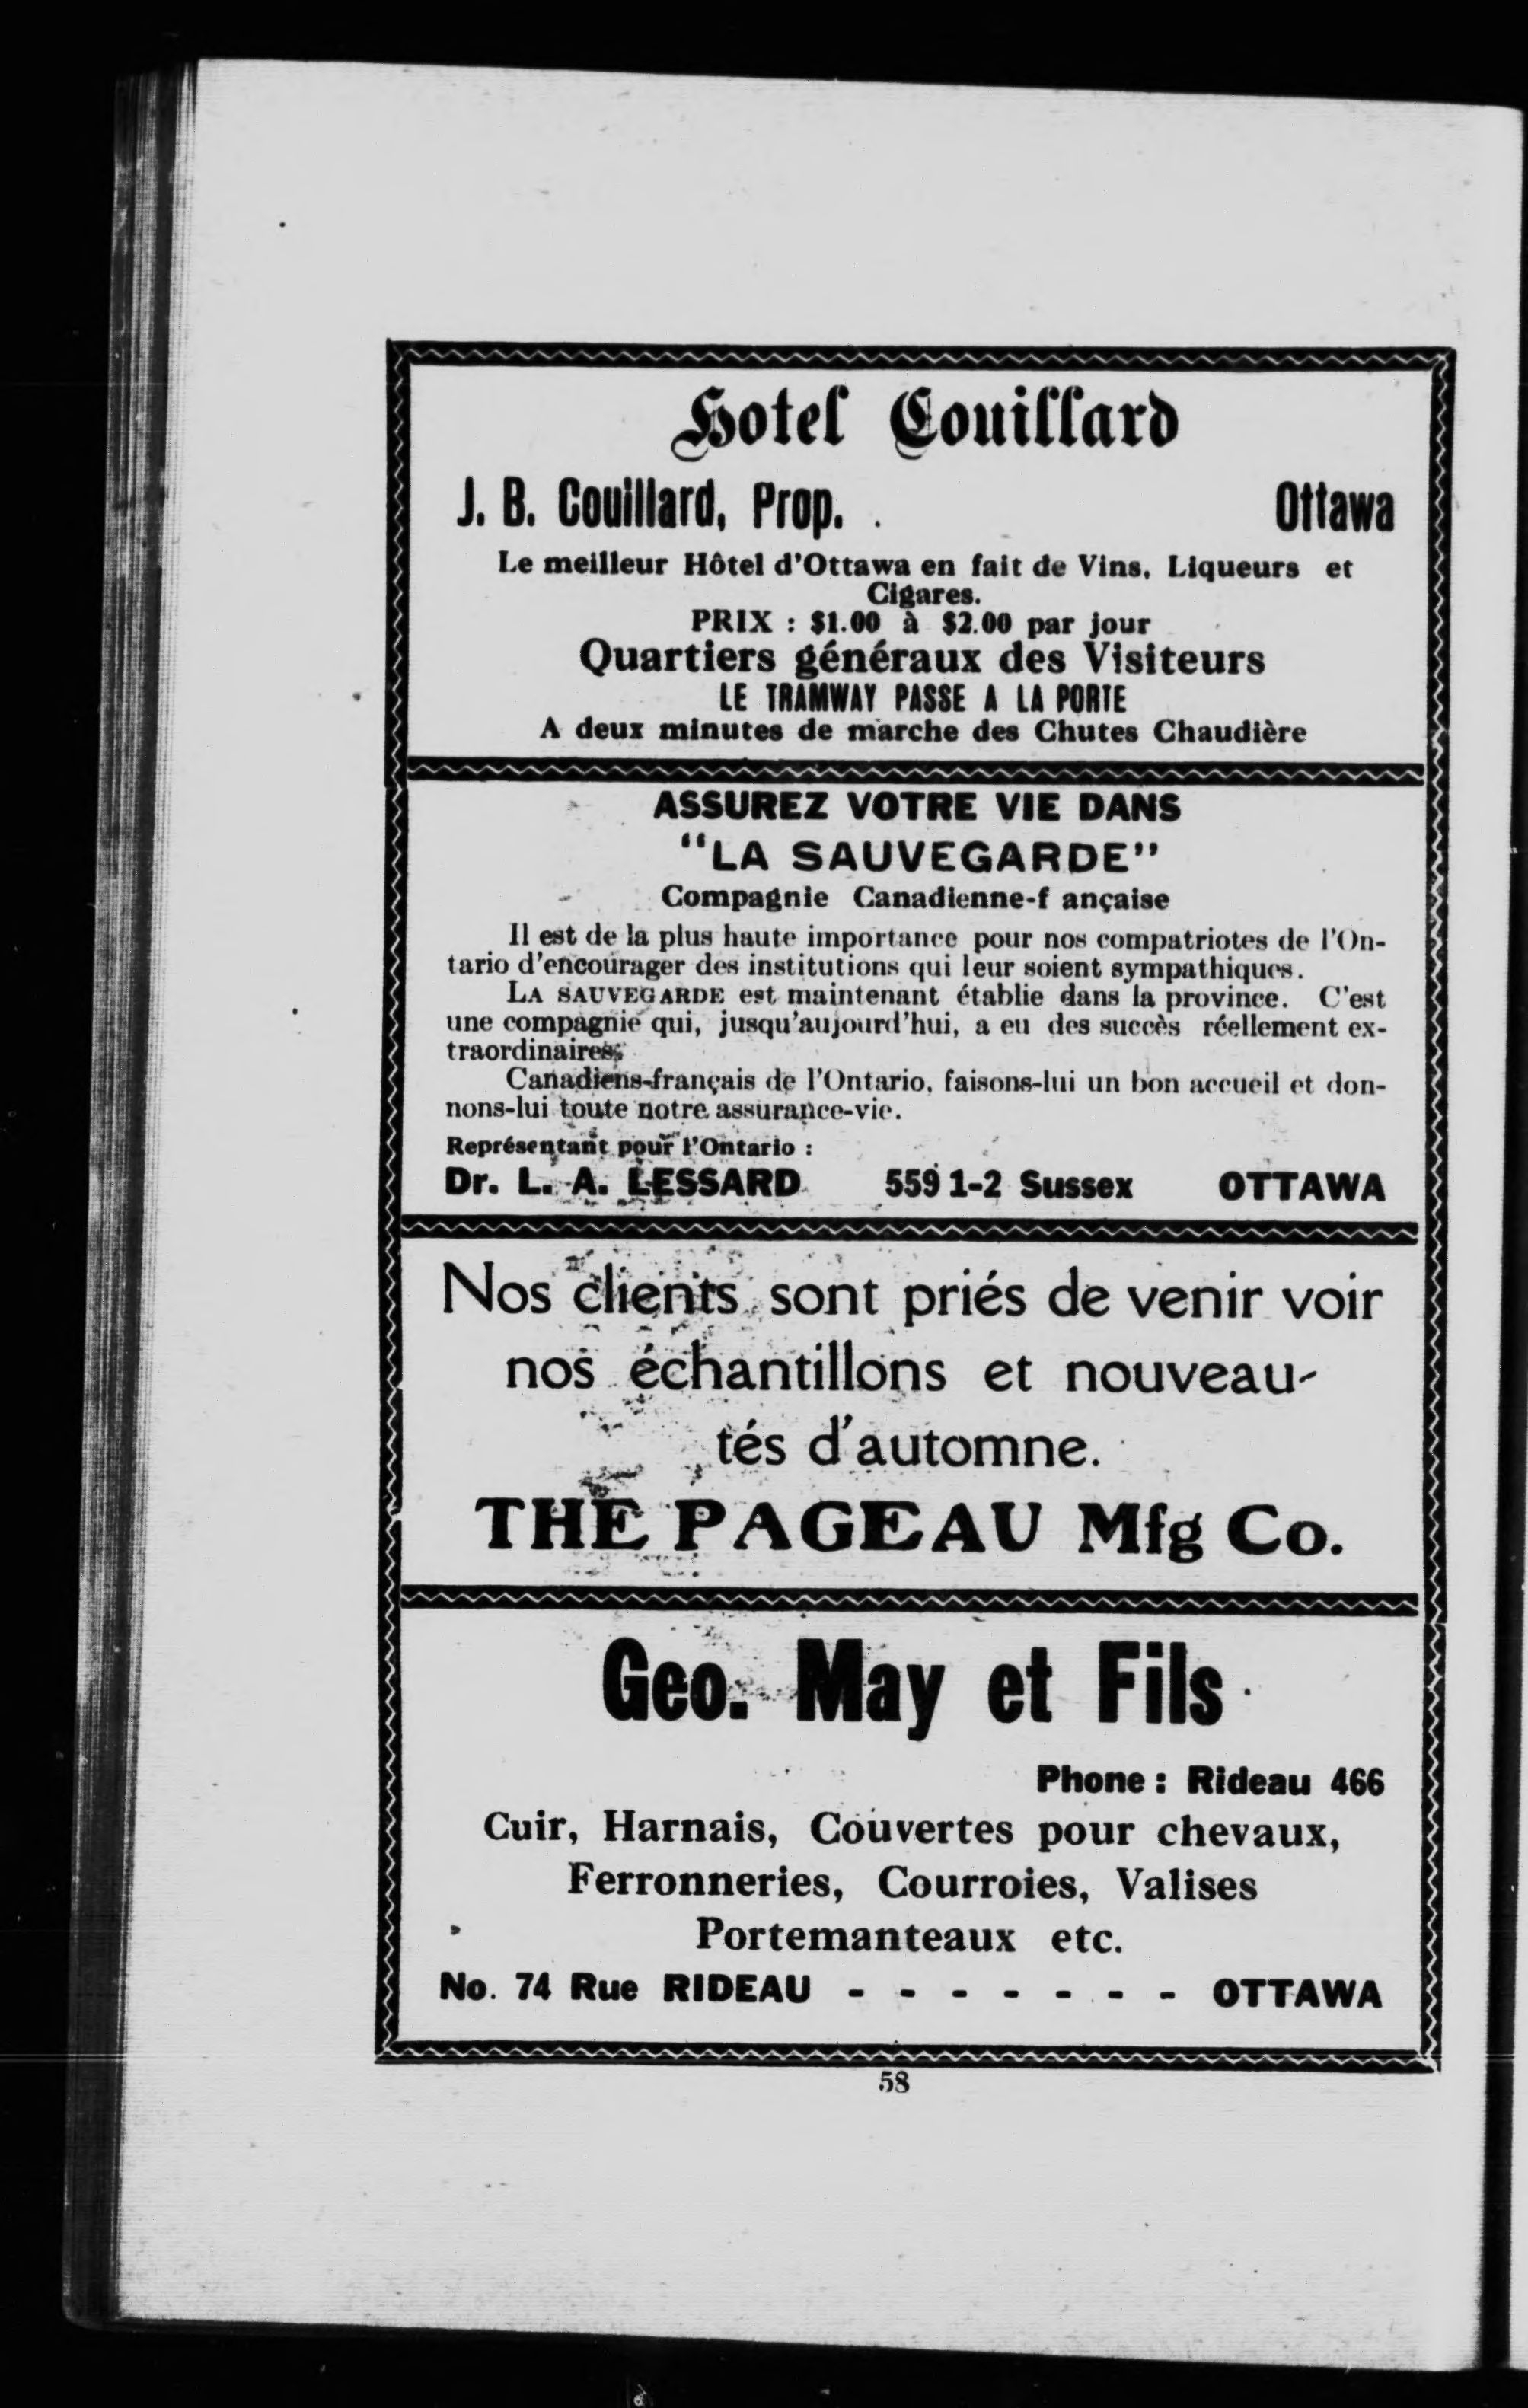 Hotel Couillard
J. B. Couillard, Prop. . Ottawa
Le meilleur Hôtel d'Ottawa en fait de Vins, Liqueurs et
Cigares.
PRIX : $1.00 à $2.00 par jour
Quartiers généraux des Visiteurs
LE TRAMWAY PASSE A LA PORTE
A deux minutes de marche des Chutes Chaudière
ASSUREZ VOTRE VIE DANS
"LA SAUVEGARDE"
Compagnie Canadienne-f ançaise
Il est de la plus haute importance pour nos compatriotes de l'On-
tario d'encourager des institutions qui leur soient sympathiques.
LA SAUVEGARDE est maintenant établie dans la province. C'est
une compagnie qui, jusqu'aujourd'hui, a eu des succès réellement ex-
traordinaires.
Canadiens-français de l'Ontario, faisons-lui un bon accueil et don-
nons-lui toute notre assurance-vie.
Représentant pour l'Ontario :
Dr. L. A. LESSARD 559 1-2 Sussex OTTAWA
Nos clients sont priés de venir voir
nos échantillons et nouveau-
tés d'automne.
THE PAGEAU Mfg Co.
Geo. May et Fils
Phone : Rideau 466
Cuir, Harnais, Couvertes pour chevaux,
Ferronneries, Courroies, Valises
Portemanteaux etc.
No. 74 Rue RIDEAU - - - - - - - OTTAWA
58